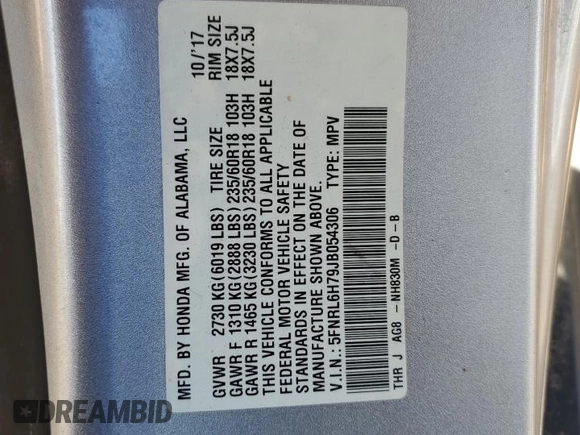 MFD. BY HONDA MFG. OF ALABAMA, LLC 10/'17
GVWR 2730 KG (6019 LBS) TIRE SIZE RIM SIZE
GAWR F 1310 KG (2888 LBS) 235/60R18 103H 18X7.5J
GAWR R 1465 KG (3230 LBS) 235/60R18 103H 18X7.5J
THIS VEHICLE CONFORMS TO ALL APPLICABLE
FEDERAL MOTOR VEHICLE SAFETY
STANDARDS IN EFFECT ON THE DATE OF
MANUFACTURE SHOWN ABOVE.
V.I.N.: 5FNRL6H79JB054306 TYPE: MPV
THR J AG8 - NH830M - D - B
DREAMBID